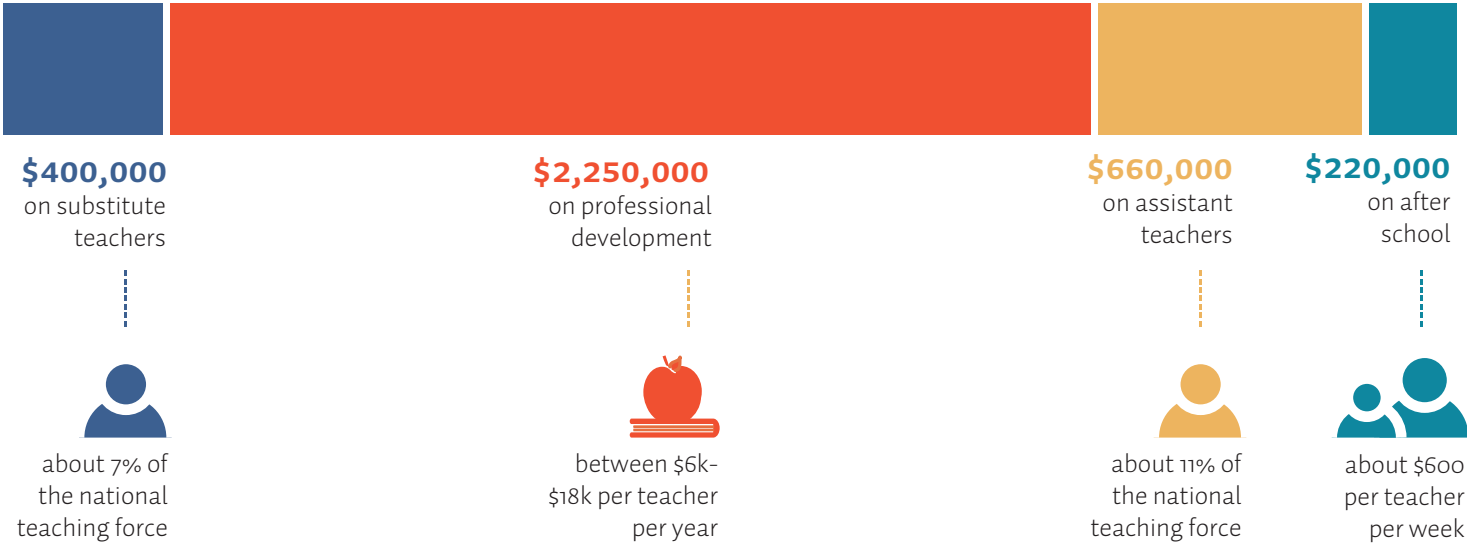 $400,000
on substitute
teachers
about 7% of
the national
teaching force
$2,250,000
on professional
development
between $6k-
$18k per teacher
per year
$660,000
on assistant
teachers
about 11% of
the national
teaching force
$220,000
on after
school
about $600
per teacher
per week